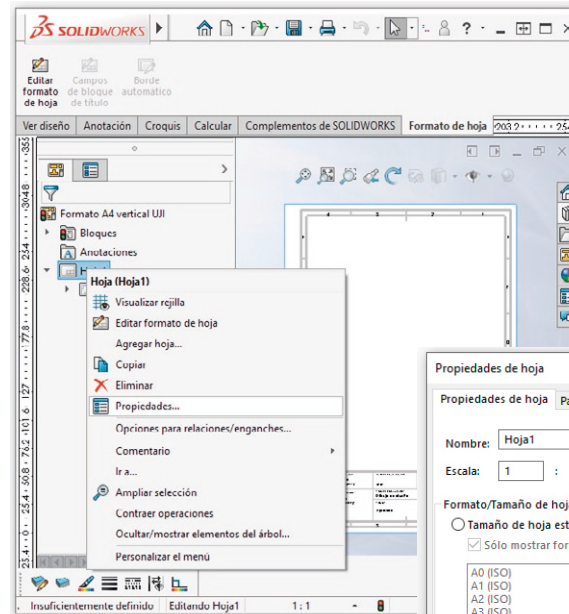 SOLIDWORKS
Editar formato de hoja
Campos de bloque de título
Borde automático
Ver diseño
Anotación
Croquis
Calcular
Complementos de SOLIDWORKS
Formato de hoja
Formato A4 vertical UJI
Bloques
Anotaciones
Hoja (Hoja1)
Visualizar rejilla
Editar formato de hoja
Agregar hoja...
Copiar
Eliminar
Propiedades...
Opciones para relaciones/enganches...
Comentario
Ir a...
Ampliar selección
Contraer operaciones
Ocultar/mostrar elementos del árbol...
Personalizar el menú
Propiedades de hoja
Propiedades de hoja
Nombre: Hoja1
Escala: 1 :
Formato/Tamaño de hoj
Tamaño de hoja est
Sólo mostrar for
A0 (ISO)
A1 (ISO)
A2 (ISO)
A3 (ISO)
Insuficientemente definido
Editando Hoja1
1:1